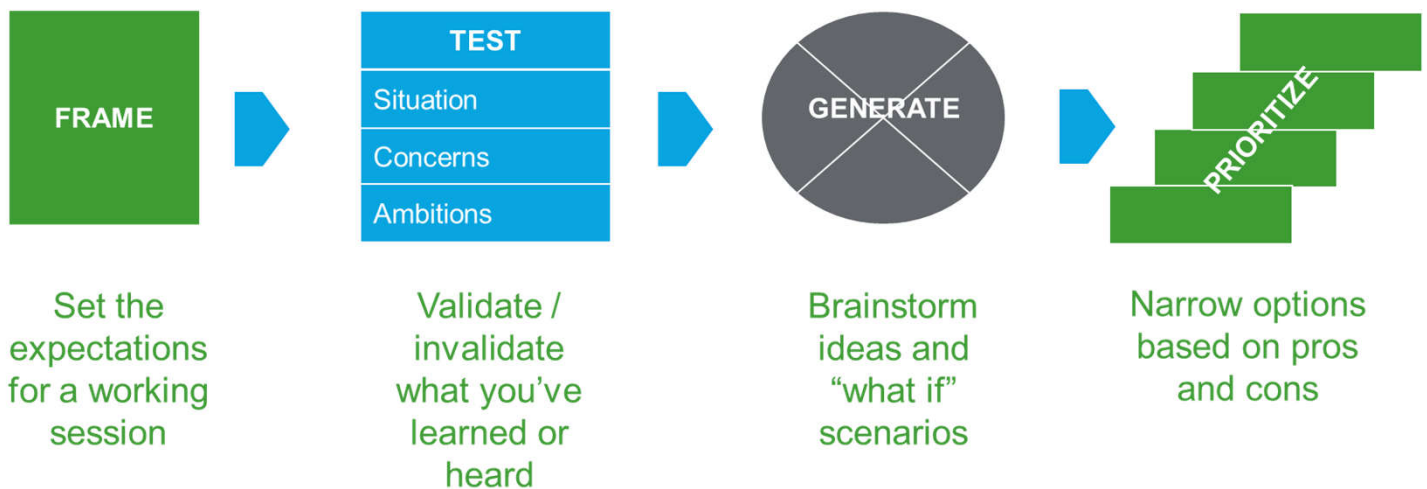 FRAME
TEST
Situation
Concerns
Ambitions
GENERATE
PRIORITIZE
Set the
expectations
for a working
session
Validate /
invalidate
what you’ve
learned or
heard
Brainstorm
ideas and
“what if”
scenarios
Narrow options
based on pros
and cons